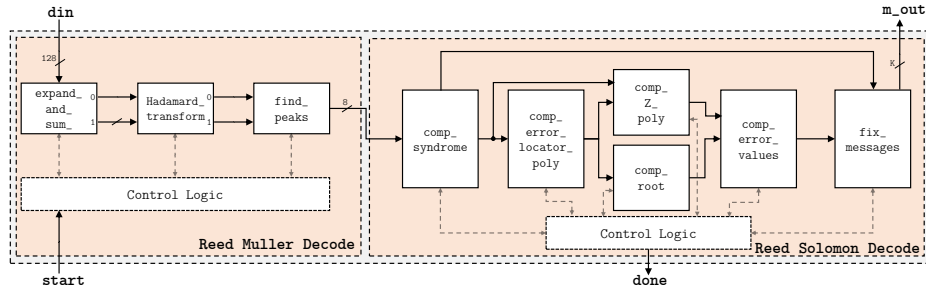 din
m_out
128
K
expand_
and_
sum_
0
1
Hadamard_
transform
0
1
find_
peaks
8
comp_
syndrome
comp_
error_
locator_
poly
comp_
Z_
poly
comp_
root
comp_
error_
values
fix_
messages
Control Logic
Control Logic
Reed Muller Decode
Reed Solomon Decode
start
done